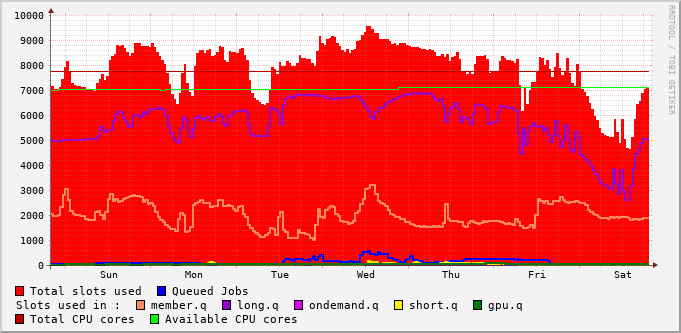 RRDTOOL / TOBI OETIKER
10000
9000
8000
7000
6000
5000
4000
3000
2000
1000
0
Sun Mon Tue Wed Thu Fri Sat
Total slots used Queued Jobs
Slots used in : member.q long.q ondemand.q short.q gpu.q
Total CPU cores Available CPU cores